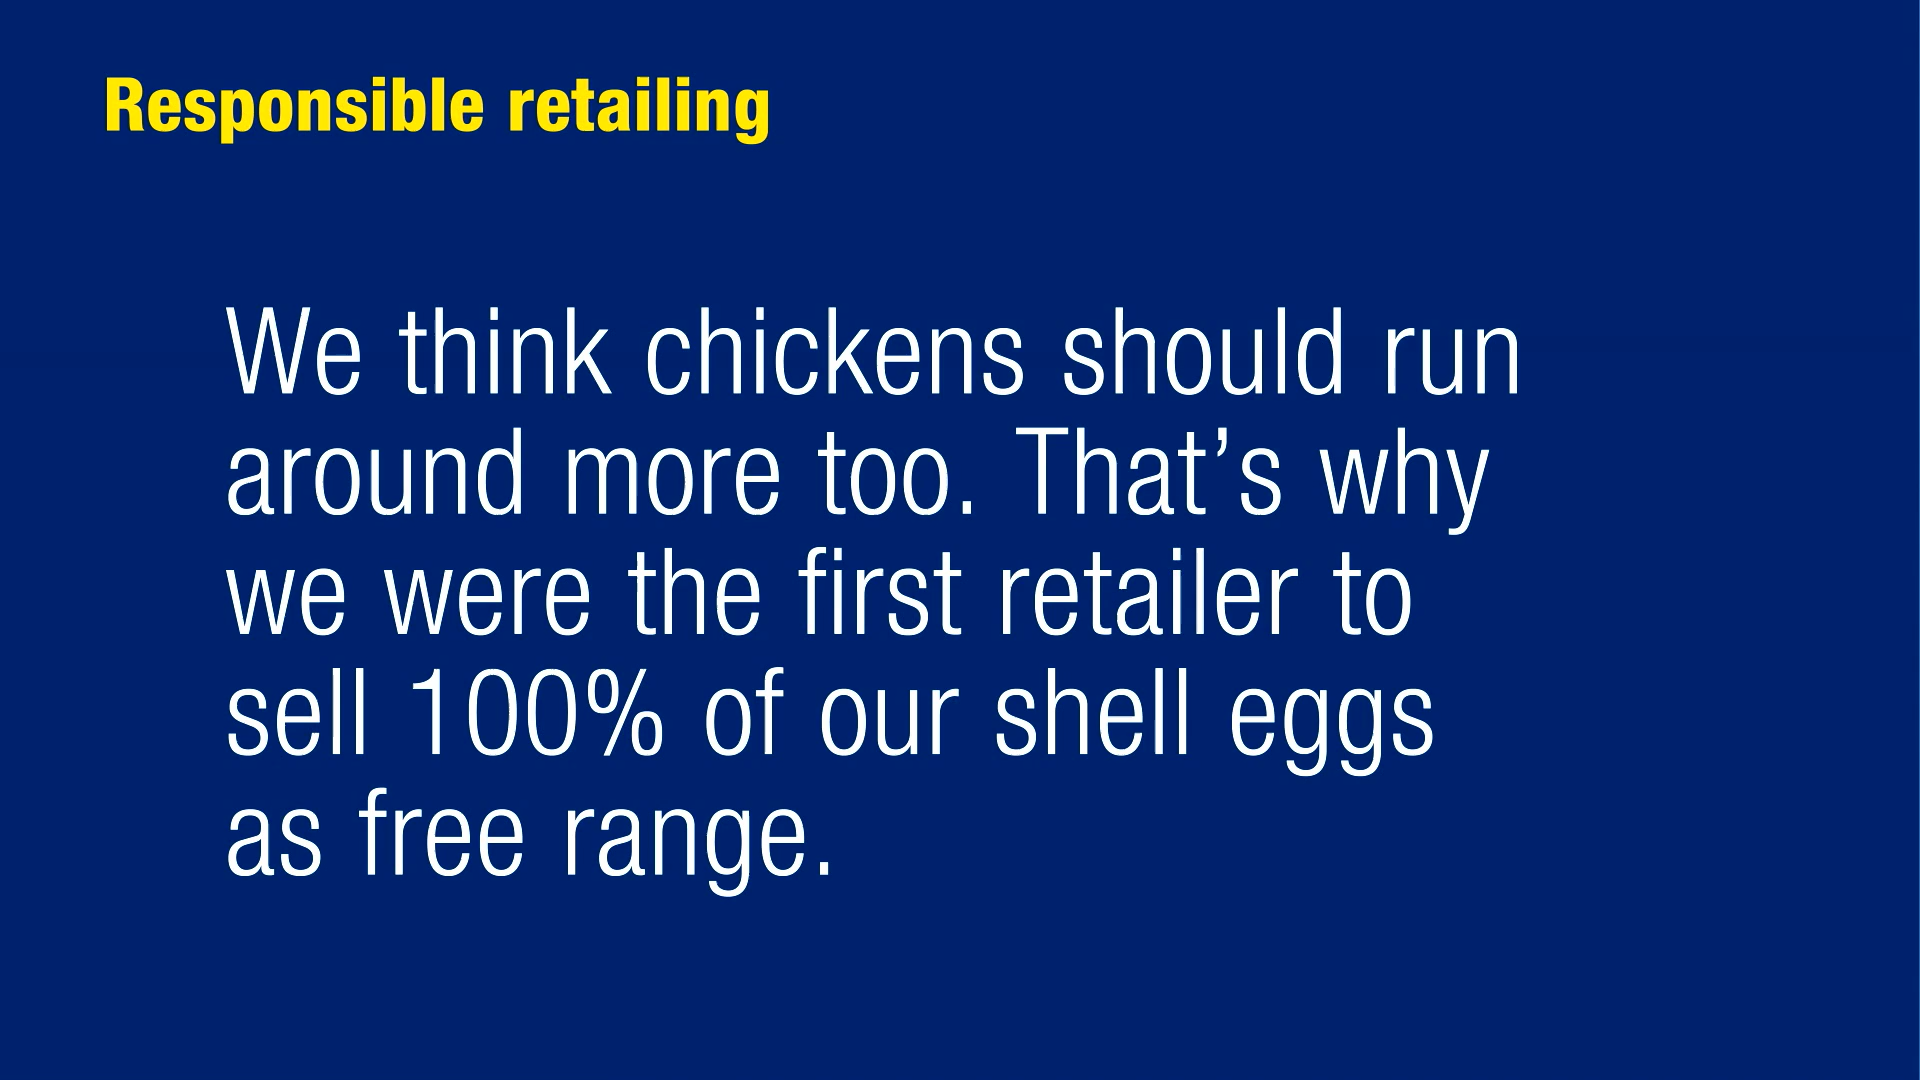 Responsible retailing
We think chickens should run
around more too. That’s why
we were the first retailer to
sell 100% of our shell eggs
as free range.